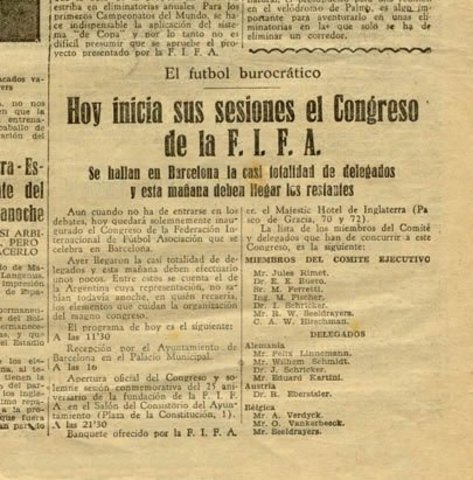 escriba en eliminatorias anuales. Para los
primeros Campeonatos del Mundo, se ha-
ce indispensable la aplicación del siste-
ma "de Copa" y por lo tanto no es
difícil presumir que se apruebe el pro-
yecto presentado por la F. I. F. A.
el velódromo de Palma, es algo im-
portante para aventurarlo en unas eli-
minatorias en las que solo se ha de
eliminar un corredor.
El futbol burocrático
Hoy inicia sus sesiones el Congreso
de la F. I. F. A.
Se hallan en Barcelona la casi totalidad de delegados
y esta mañana deben llegar los restantes
Aun cuando no ha de entrarse en los
debates, hoy quedará solemnemente inau-
gurado el Congreso de la Federación Inter-
national de Fútbol Asociación que se
celebra en Barcelona.
Ayer llegaron la casi totalidad de de-
legados y esta mañana deben efectuarlo
unos pocos. Entre estos se cuenta el de
la Argentina cuya representación, no sa-
bían todavía anoche, en quién recaería,
los elementos que cuidan la organización
del magno congreso.
El programa de hoy es el siguiente:
A las 11'30
Recepción por el Ayuntamiento de
Barcelona en el Palacio Municipal.
A las 16
Apertura oficial del Congreso y so-
lemne sesión conmemorativa del 25 ani-
versario de la fundación de la F. I. F.
A. en el Salón del Consistorio del Ayun-
tamiento (Plaza de la Constitución, 1).
A las 21'30
Banquete ofrecido por la F. I. F. A.
en el Majestic Hotel de Inglaterra (Pa
seo de Gracia, 70 y 72).
La lista de los miembros del Comité
y delegados que han de concurrir a este
Congreso, es la siguiente:
MIEMBROS DEL COMITE EJECUTIVO
Mr. Jules Rimet.
Dr. E. E. Buero.
Sr. M. Ferretti.
Ing. M. Fischer.
Dr. I. Schricker.
Mr. R. W. Seeldrayers.
C. A. W. Hirschman.
DELEGADOS
Alemania
Mr. Felix Linnemann.
Mr. Wilhem Schmidt.
Dr. J. Schricker.
Mr. Eduard Kartini.
Austria
Dr. R. Eberstaler.
Bélgica
Mr. A. Verdyck.
Mr. O. Vankerbeeck.
Mr. Seeldrayers.